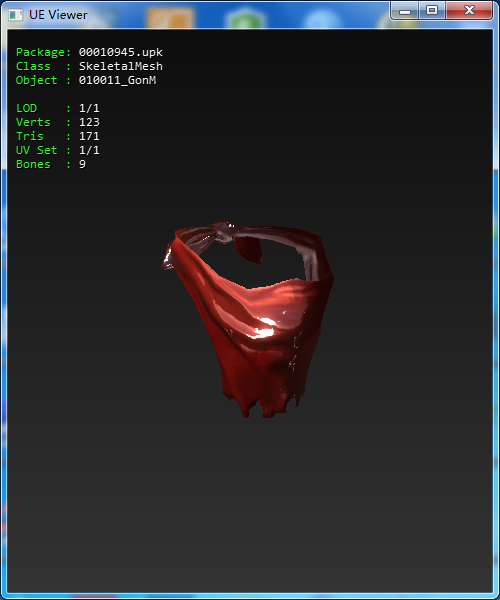 UE Viewer
Package: 00010945.upk
Class  : SkeletalMesh
Object : 010011_GonM
LOD    : 1/1
Verts  : 123
Tris   : 171
UV Set : 1/1
Bones  : 9